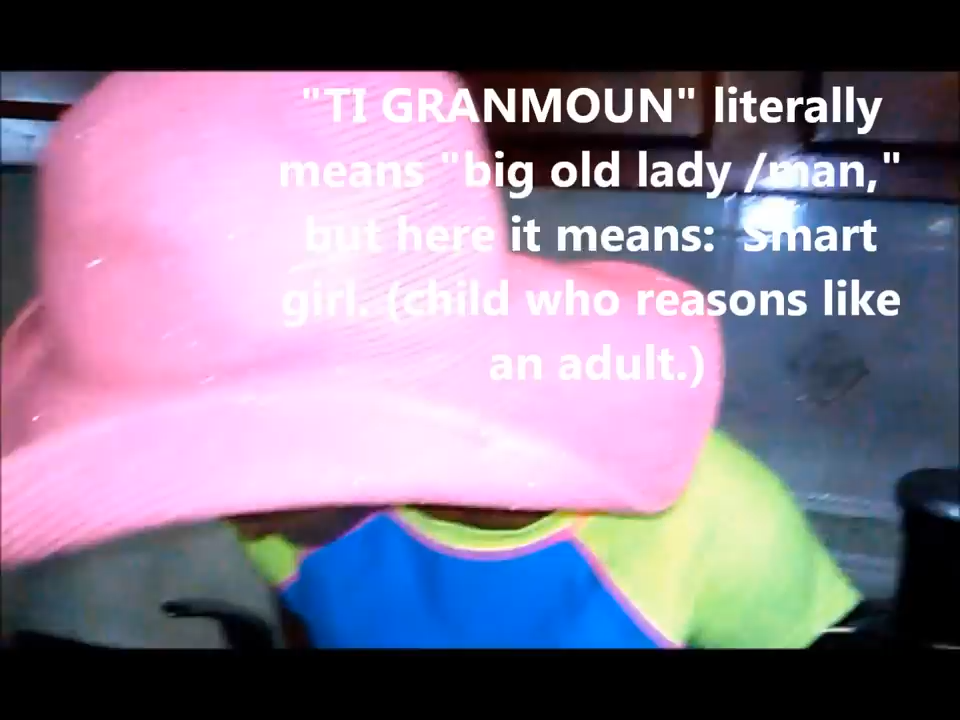 "TI GRANMOUN" literally
means "big old lady /man,"
but here it means:  Smart
girl. (child who reasons like
an adult.)